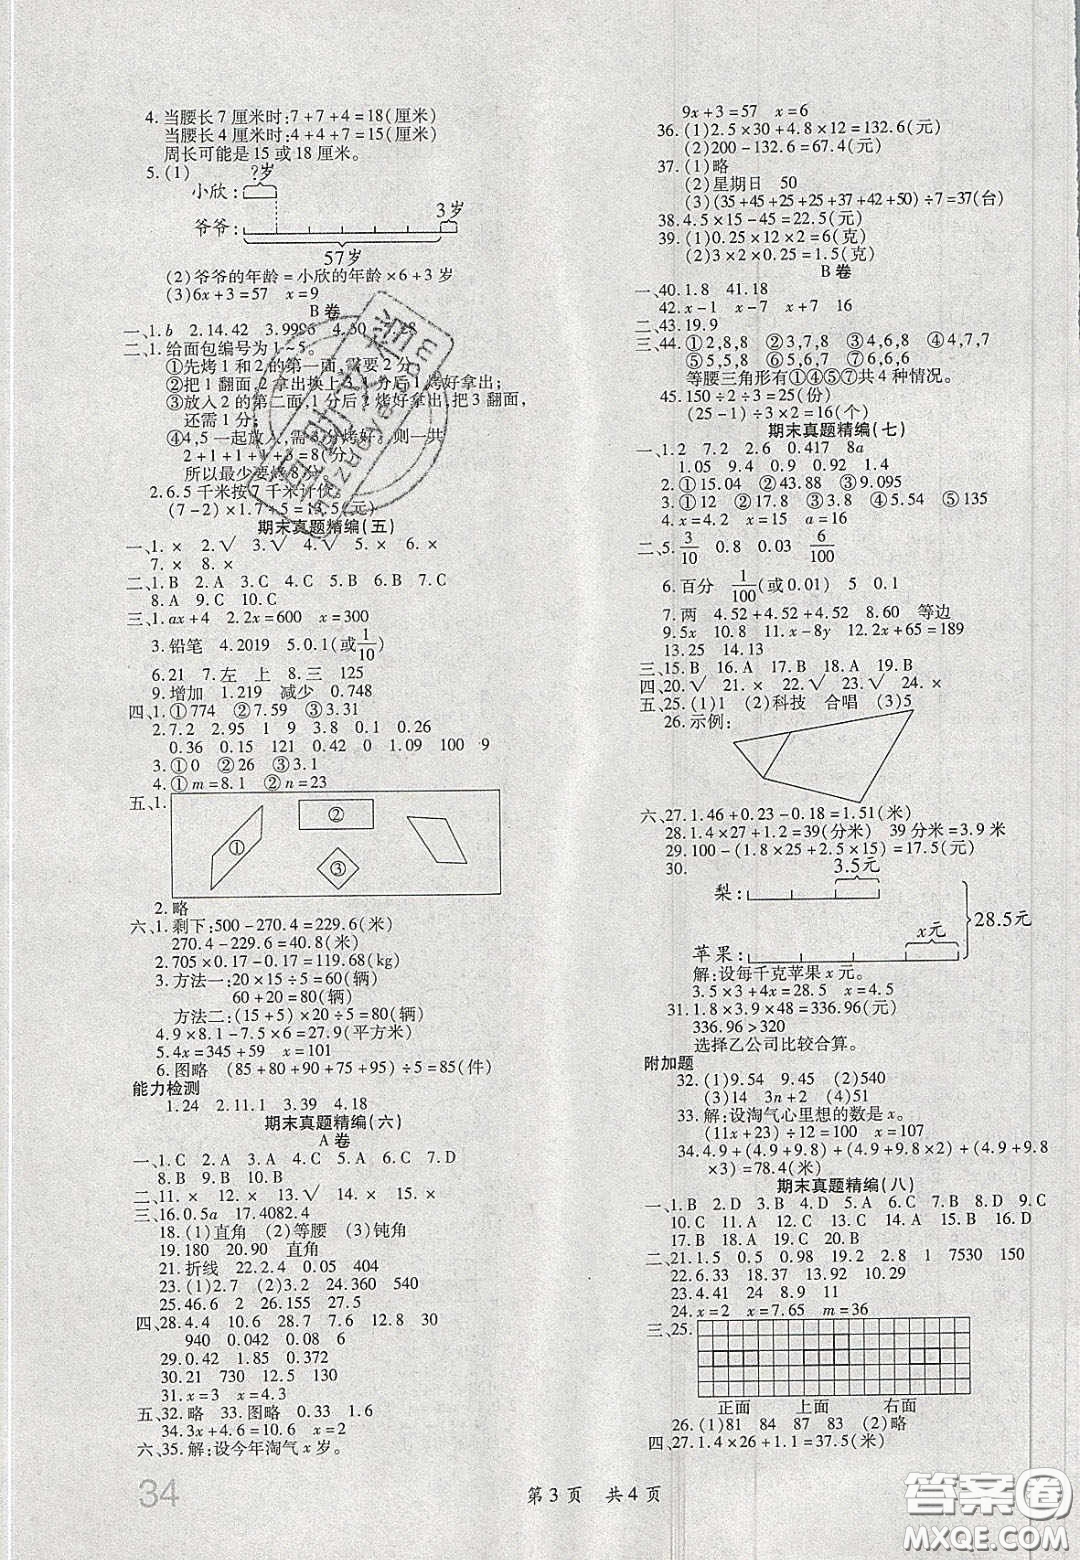 4.当腰长7厘米时:7+7+4=18(厘米)
当腰长4厘米时:4+4+7=15(厘米)
周长可能是15或18厘米。
5.(1)
?岁
小欣:
3岁
爷爷:
57岁
(2)爷爷的年龄=小欣的年龄×6+3岁
(3)6x+3=57 x=9
B卷
一、1.b 2.14.42 3.9996
二、1.给面包编号为1~5。
①先烤1和2的第一面,需要2分
②把1翻面,2拿出换上3,1分后1烤好拿出;
③放入2的第二面,1分后3烤好拿出,把2翻面,
还需1分;
④4,5一起放入,需3分烤好。则一共
2+1+1+1+3=8(分)
所以最少要烤8分。
2.6.5千米按7千米计价。
(7-2)×1.7+5=13.5(元)
期末真题精编(五)
一、1.× 2.√ 3.√ 4.√ 5.√ 6.×
7.× 8.×
二、1.B 2.A 3.C 4.C 5.B 6.B 7.C
8.A 9.C 10.C
三、1.ax+4 2.2x=600 x=300
3.铅笔 4.2019 5.0.1(或1/10)
6.21 7.左 上 8.三 125
9.增加 1.219 减少 0.748
四、1.①774 ②7.59 ③3.31
2.7.2 2.95 1 9 0 3.9
0.36 0.15 121 0.42 0 1.09 100 9
3.①0 ②26 ③3.1
4.①m=8.1 ②n=23
五、1.
①
②
③
2.略
六、1.剩下:500-270.4=229.6(米)
270.4-229.6=40.8(米)
2.705×0.17-0.17=119.68(kg)
3.方法一:20×15÷5=60(辆)
60+20=80(辆)
方法二:(15+5)×20÷5=80(辆)
4.9×8.1-7.5×6=27.9(平方米)
5.4x=345+59 x=101
6.图略 (85+80+90+75+95)÷5=85(件)
能力检测
1.24 2.11.1 3.39 4.18
期末真题精编(六)
A卷
一、1.C 2.A 3.A 4.C 5.A 6.C 7.D
8.B 9.B 10.B
二、11.× 12.× 13.√ 14.× 15.×
三、16.0.5a 17.4082.4
18.(1)直角 (2)等腰 (3)钝角
19.180 20.90 直角
21.折线 22.2.4 0.05 404
23.(1)2.7 (2)3.2 24.360 540
25.46.6 2 26.155 27.5
四、28.4.4 10.6 28.7 7.6 12.8 30
940 0.042 0.08 6
29.0.42 1.85 0.372
30.21 730 12.5 130
31.x=3 x=4.3
五、32.略 33.图略 0.33 1.6
34.3x+4.6=10.6 x=2
六、35.解:设今年淘气x岁。
9x+3=57 x=6
36.(1)2.5×30+4.8×12=132.6(元)
(2)200-132.6=67.4(元)
37.(1)略
(2)星期日 50
(3)(35+45+25+25+37+42+50)÷7=37(台)
38.4.5×15-45=22.5(元)
39.(1)0.25×12×2=6(克)
(2)3×2×0.25=1.5(克)
B卷
一、40.1.8 41.18
42.x-1 x-7 x+7 16
二、43.19.9
三、44.①2,8,8 ②3,7,8 ③4,6,8 ④4,7,7
⑤5,5,8 ⑥5,6,7 ⑦6,6,6
等腰三角形有①④⑤⑦共4种情况。
45.150÷2÷3=25(份)
(25-1)÷3×2=16(个)
期末真题精编(七)
一、1.2 7.2 2.6 0.417 8a
1.05 9.4 0.9 0.92 1.4
2.①15.04 ②43.88 ③9.095
3.①12 ②17.8 ③0.9 ④5.54 ⑤135
4.x=4.2 x=15 a=10
二、5.3/10 0.8 0.03 6/100
6.百分 1/100(或0.01) 5 0.1
7.两 4.52+4.52+4.52 8.60 等边
9.5x 10.8 11.x-8y 12.2x+65=189
13.25 14.13
三、15.B 16.A 17.B 18.A 19.B
四、20.√ 21.× 22.× 23.√ 24.×
五、25.(1)1 (2)科技 合唱 (3)5
26.示例:
六、27.1.46+0.23-0.18=1.51(米)
28.1.4×27+1.2=39(分米) 39分米=3.9米
29.100-(1.8×25+2.5×15)=17.5(元)
30.
3.5元
梨:
28.5元
x元
苹果:
解:设每千克苹果x元。
3.5×4+3x=28.5 x=5
31.1.8×3.9×48=336.96(元)
336.96>320
选择乙公司比较合算。
附加题
32.(1)9.54 9.45 (2)540
(3)14 3n+2 (4)51
33.解:设淘气心里想的数是x。
(11x+23)÷12=100 x=107
34.4.9+(4.9+9.8)+(4.9+9.8×2)+(4.9+9.8
×3)=78.4(米)
期末真题精编(八)
一、1.B 2.D 3.A 4.C 5.B 6.D 7.B 8.D 9.C
10.C 11.A 12.C 13.B 14.C 15.B 16.D
17.B 18.A 19.C 20.B
二、21.1.5 0.5 0.98 19.2 2.8 1 7530 150
22.6.33 18.17 33.8 15.36
23.4.41 24 8.9 11
24.x=2 x=7.65 m=36
三、25.
正面 上面 右面
26.(1)81 84 87 83 (2)略
四、27.1.4×26+1.1=37.5(米)
34
第3页 共4页
答案圈
MXQE.COM